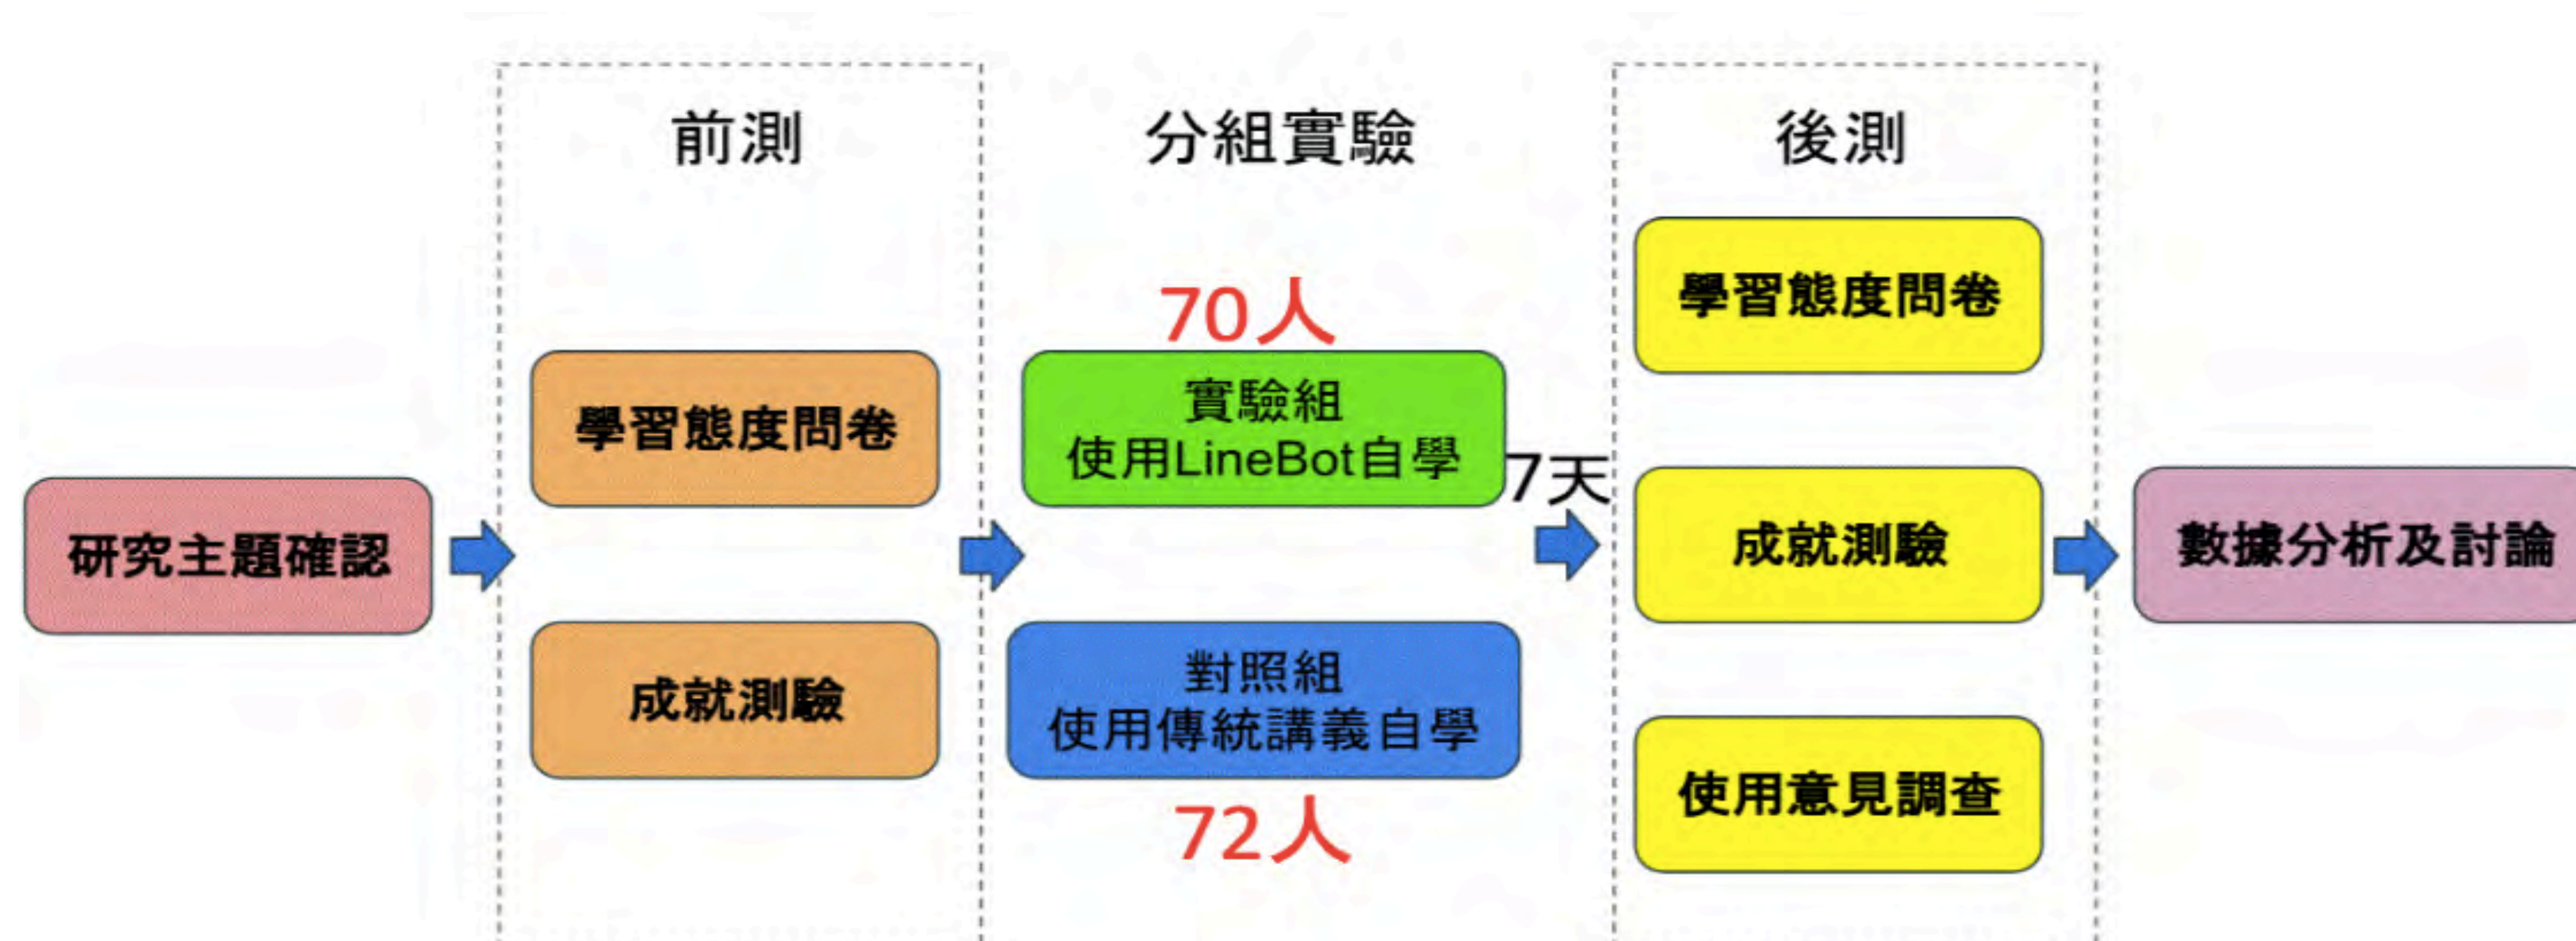 研究主題確認
前測
學習態度問卷
成就測驗
分組實驗
70人
實驗組
使用LineBot自學
對照組
使用傳統講義自學
72人
7天
後測
學習態度問卷
成就測驗
使用意見調查
數據分析及討論